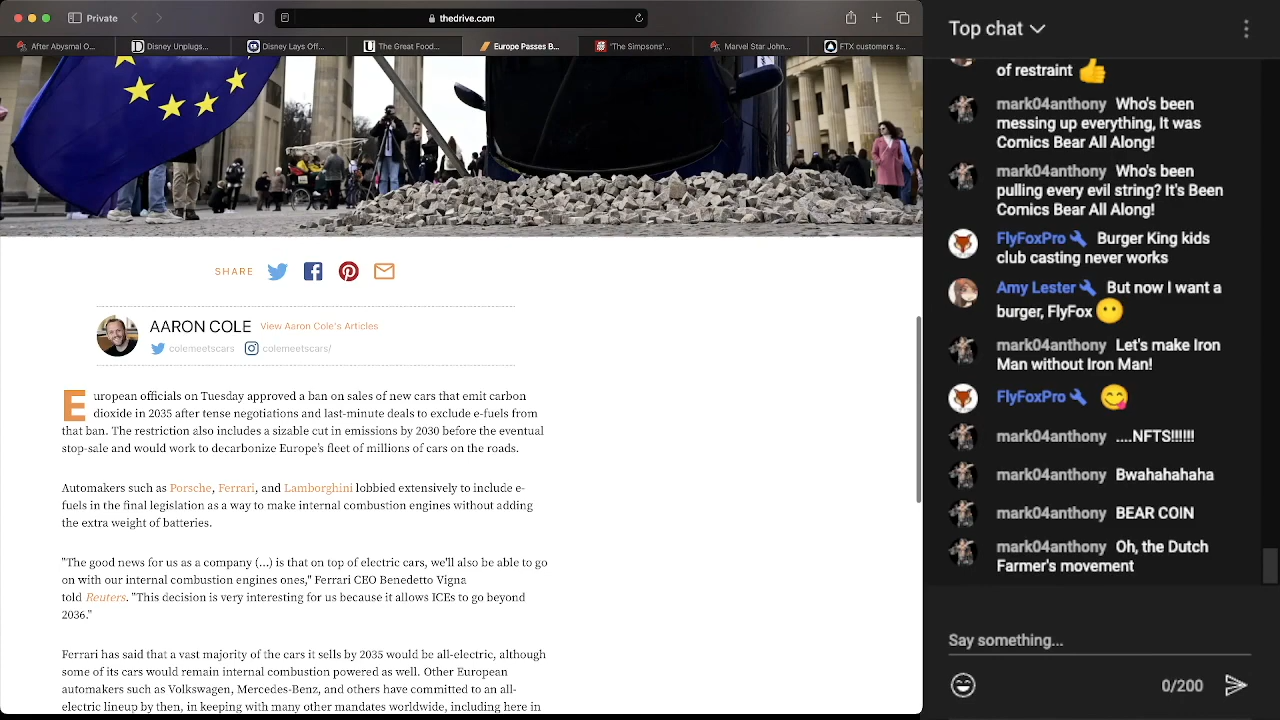 Private
thedrive.com
After Abysmal O...
Disney Unplugs...
Disney Lays Off...
The Great Food...
Europe Passes B...
"The Simpsons'...
Marvel Star John...
FTX customers s...
SHARE
AARON COLE View Aaron Cole's Articles
colemeetscars colemeetscars/
European officials on Tuesday approved a ban on sales of new cars that emit carbon
dioxide in 2035 after tense negotiations and last-minute deals to exclude e-fuels from
that ban. The restriction also includes a sizable cut in emissions by 2030 before the eventual
stop-sale and would work to decarbonize Europe's fleet of millions of cars on the roads.
Automakers such as Porsche, Ferrari, and Lamborghini lobbied extensively to include e-
fuels in the final legislation as a way to make internal combustion engines without adding
the extra weight of batteries.
"The good news for us as a company (...) is that on top of electric cars, we'll also be able to go
on with our internal combustion engines ones," Ferrari CEO Benedetto Vigna
told Reuters. "This decision is very interesting for us because it allows ICEs to go beyond
2036."
Ferrari has said that a vast majority of the cars it sells by 2035 would be all-electric, although
some of its cars would remain internal combustion powered as well. Other European
automakers such as Volkswagen, Mercedes-Benz, and others have committed to an all-
electric lineup by then, in keeping with many other mandates worldwide, including here in
Top chat
of restraint 👍
mark04anthony Who's been
messing up everything, It was
Comics Bear All Along!
mark04anthony Who's been
pulling every evil string? It's Been
Comics Bear All Along!
FlyFoxPro Burger King kids
club casting never works
Amy Lester But now I want a
burger, FlyFox 😶
mark04anthony Let's make Iron
Man without Iron Man!
FlyFoxPro 😋
mark04anthony ....NFTS!!!!!!
mark04anthony Bwahahahaha
mark04anthony BEAR COIN
mark04anthony Oh, the Dutch
Farmer's movement
Say something...
0/200